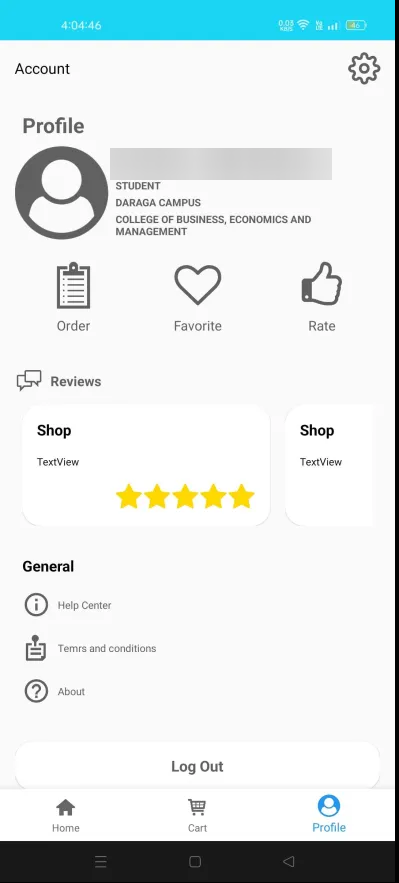 4:04:46
0.03
KB/S
46
Account
Profile
STUDENT
DARAGA CAMPUS
COLLEGE OF BUSINESS, ECONOMICS AND
MANAGEMENT
Order Favorite Rate
Reviews
Shop Shop
TextView TextView
General
Help Center
Temrs and conditions
About
Log Out
Home Cart Profile